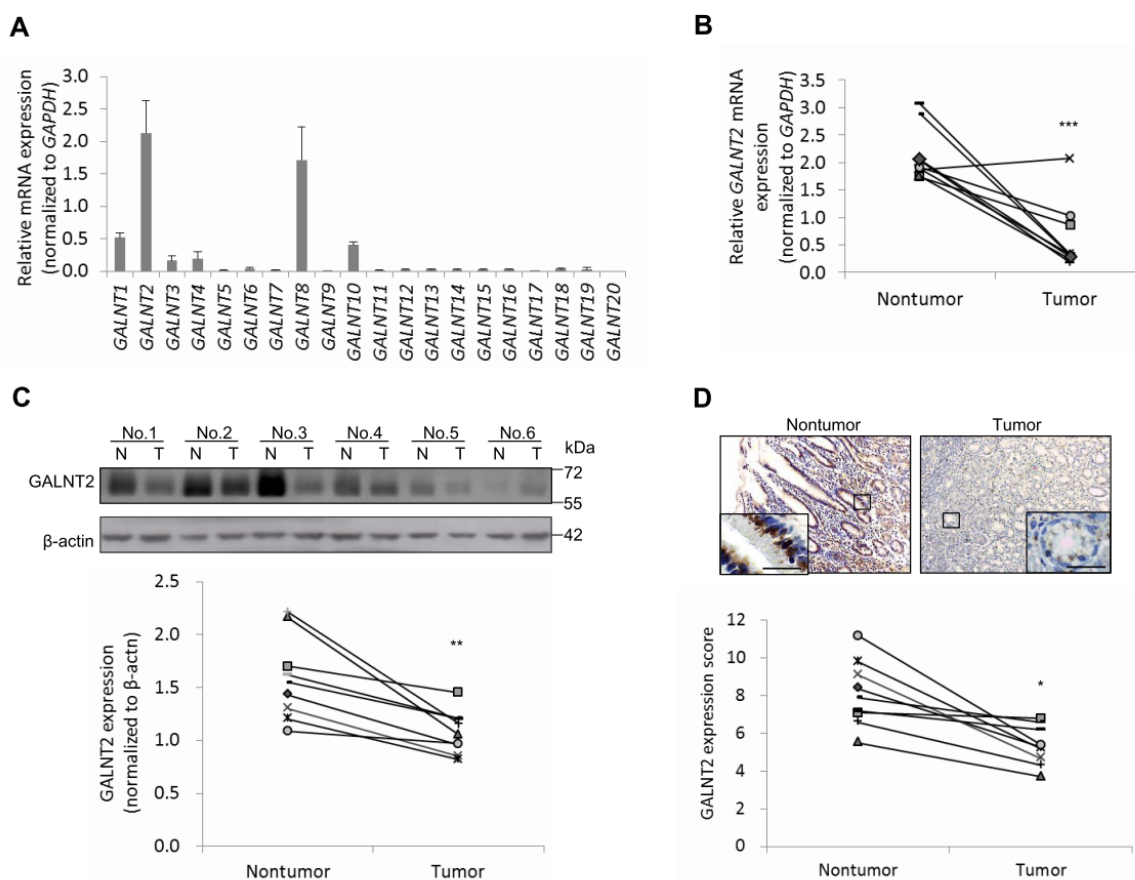 A
Relative mRNA expression
(normalized to GAPDH)
3.0
2.5
2.0
1.5
1.0
0.5
0.0
GALNT1
GALNT2
GALNT3
GALNT4
GALNT5
GALNT6
GALNT7
GALNT8
GALNT9
GALNT10
GALNT11
GALNT12
GALNT13
GALNT14
GALNT15
GALNT16
GALNT17
GALNT18
GALNT19
GALNT20
B
Relative GALNT2 mRNA
expression
(normalized to GAPDH)
3.5
3.0
2.5
2.0
1.5
1.0
0.5
0.0
***
Nontumor Tumor
C
No.1 No.2 No.3 No.4 No.5 No.6
N T N T N T N T N T N T kDa
GALNT2
72
55
β-actin
42
GALNT2 expression
(normalized to β-actn)
2.5
2.0
1.5
1.0
0.5
0.0
**
Nontumor Tumor
D
Nontumor Tumor
GALNT2 expression score
12
10
8
6
4
2
0
*
Nontumor Tumor